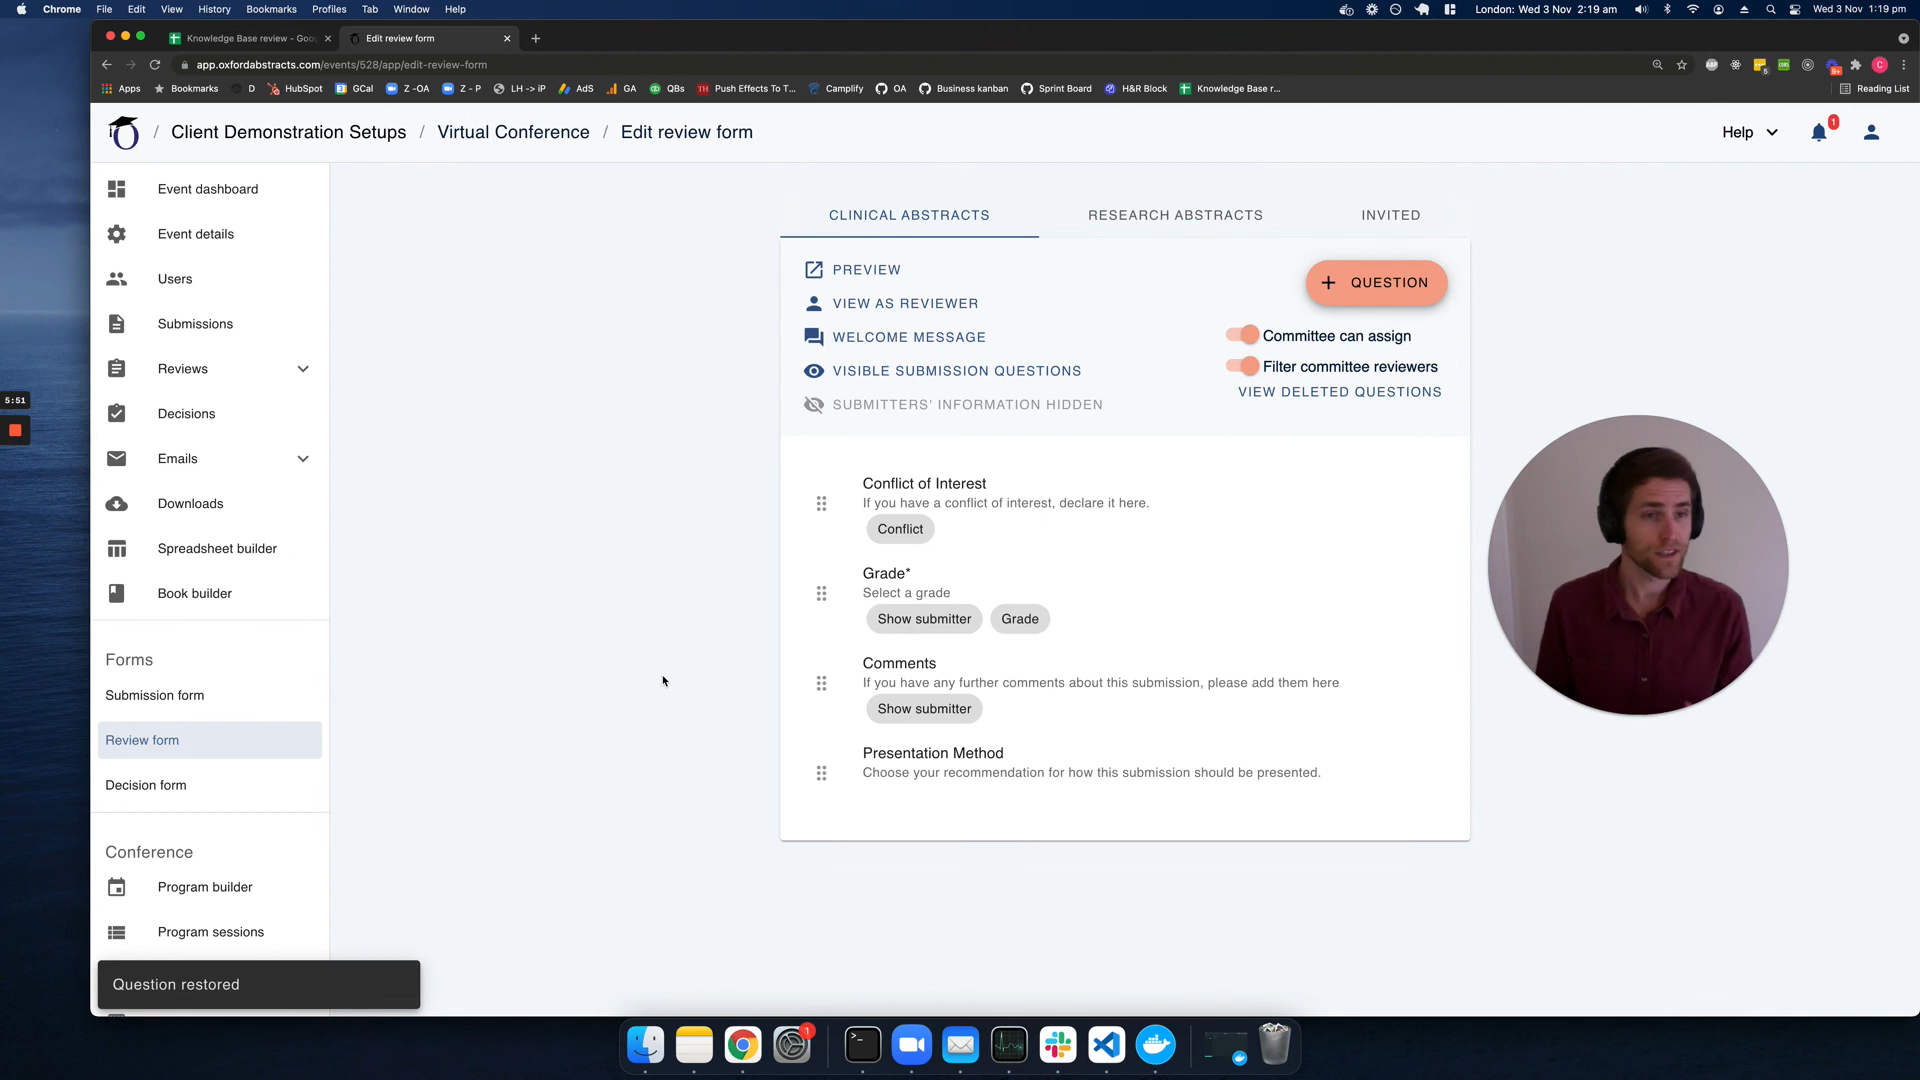 Chrome File Edit View History Bookmarks Profiles Tab Window Help
London: Wed 3 Nov 2:19 am
Wed 3 Nov 1:19 pm
Knowledge Base review - Goo
Edit review form
app.oxfordabstracts.com/events/528/app/edit-review-form
Apps Bookmarks D HubSpot GCal Z -OA Z - P LH -> iP AdS GA QBs Push Effects To T... Camplify OA Business kanban Sprint Board H&R Block Knowledge Base r... Reading List
/ Client Demonstration Setups / Virtual Conference / Edit review form
Help
1
Event dashboard
Event details
Users
Submissions
Reviews
Decisions
Emails
Downloads
Spreadsheet builder
Book builder
Forms
Submission form
Review form
Decision form
Conference
Program builder
Program sessions
Question restored
5:51
CLINICAL ABSTRACTS
RESEARCH ABSTRACTS
INVITED
PREVIEW
VIEW AS REVIEWER
WELCOME MESSAGE
VISIBLE SUBMISSION QUESTIONS
SUBMITTERS' INFORMATION HIDDEN
+ QUESTION
Committee can assign
Filter committee reviewers
VIEW DELETED QUESTIONS
Conflict of Interest
If you have a conflict of interest, declare it here.
Conflict
Grade*
Select a grade
Show submitter Grade
Comments
If you have any further comments about this submission, please add them here
Show submitter
Presentation Method
Choose your recommendation for how this submission should be presented.
1